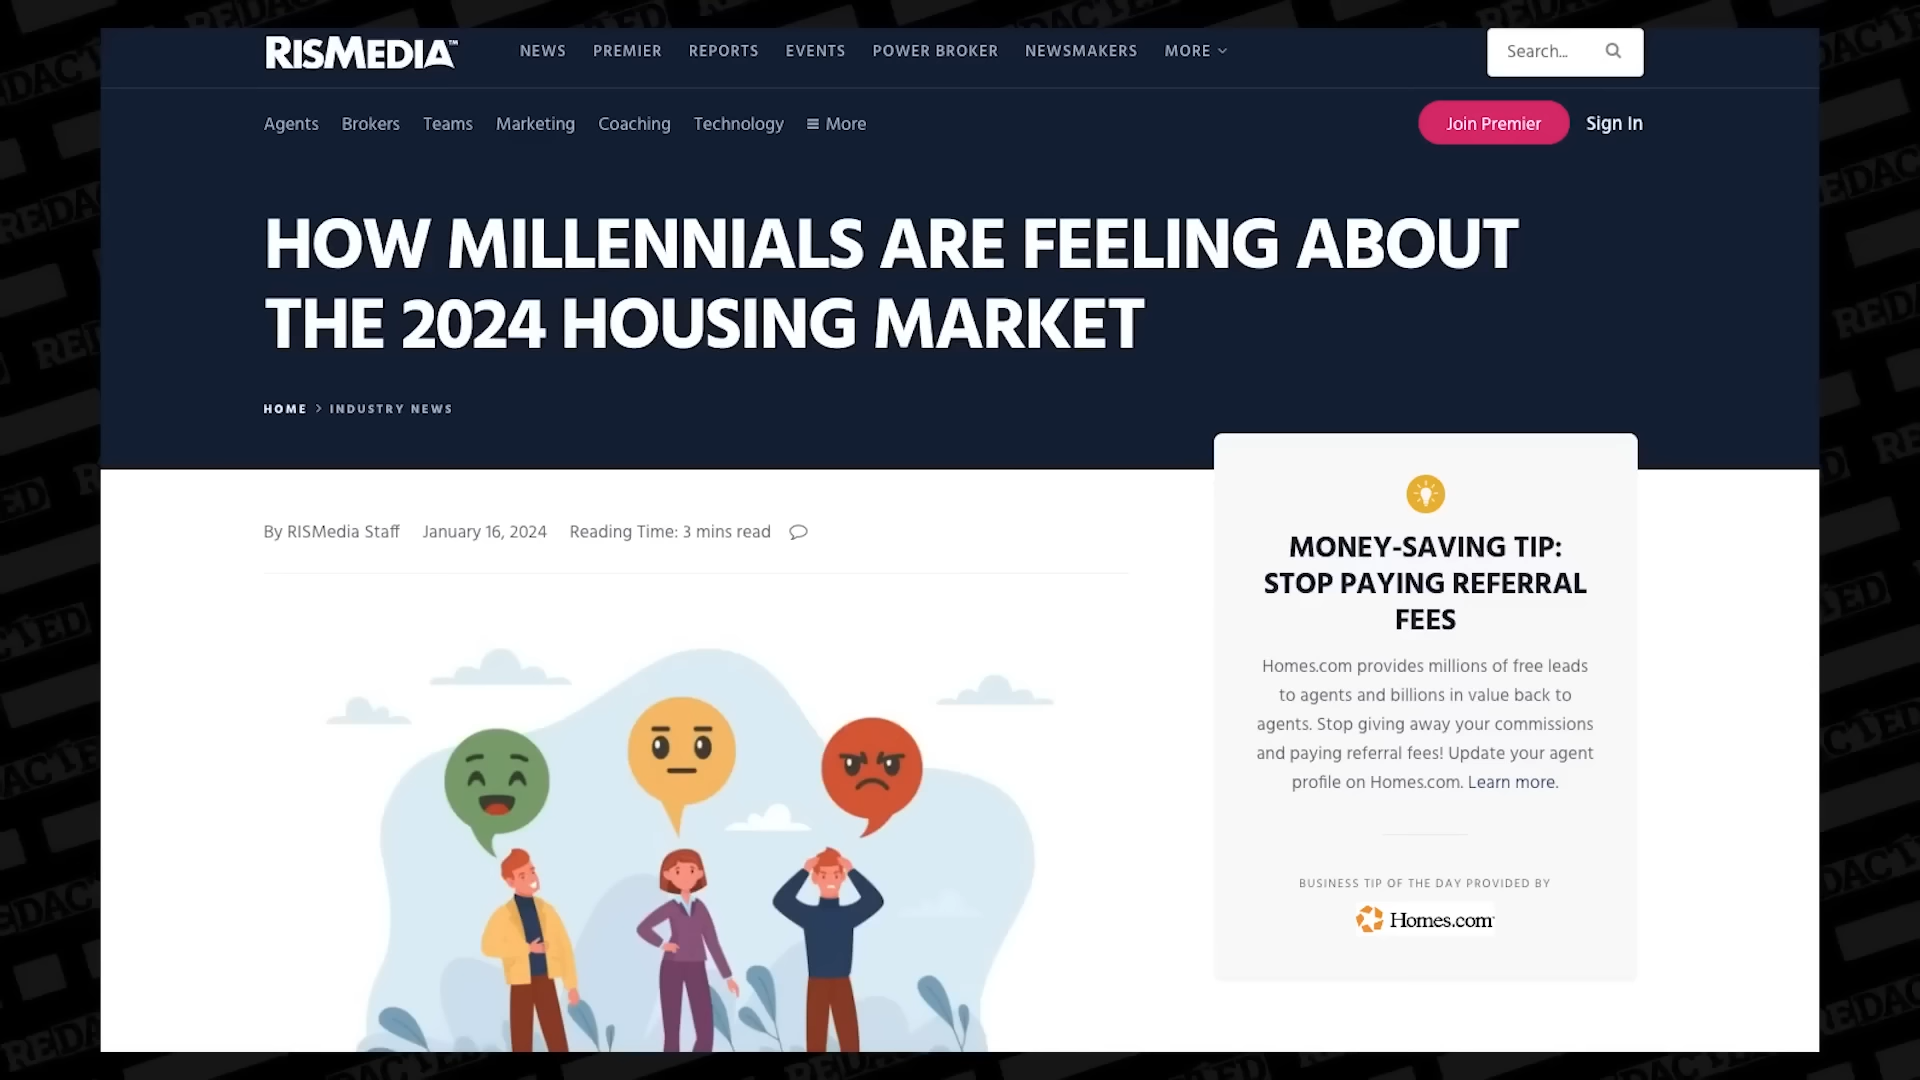 RISMEDIA™
NEWS PREMIER REPORTS EVENTS POWER BROKER NEWSMAKERS MORE
Search...
Agents Brokers Teams Marketing Coaching Technology More
Join Premier Sign In
HOW MILLENNIALS ARE FEELING ABOUT
THE 2024 HOUSING MARKET
HOME > INDUSTRY NEWS
By RISMedia Staff January 16, 2024 Reading Time: 3 mins read
MONEY-SAVING TIP:
STOP PAYING REFERRAL
FEES
Homes.com provides millions of free leads
to agents and billions in value back to
agents. Stop giving away your commissions
and paying referral fees! Update your agent
profile on Homes.com. Learn more.
BUSINESS TIP OF THE DAY PROVIDED BY
Homes.com
REDACTED